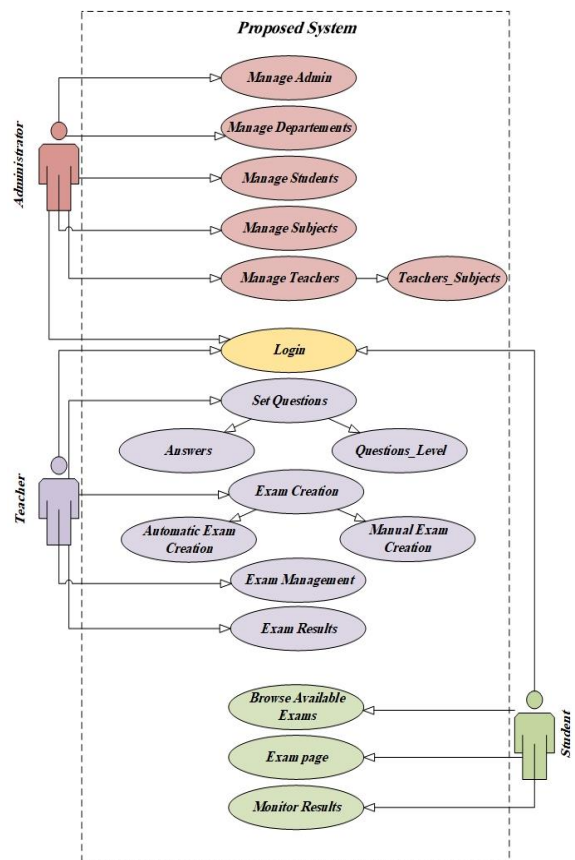 Proposed System
Manage Admin
Manage Departements
Administrator
Manage Students
Manage Subjects
Manage Teachers
Teachers_Subjects
Login
Set Questions
Answers
Questions_Level
Teacher
Exam Creation
Automatic Exam
Creation
Manual Exam
Creation
Exam Management
Exam Results
Browse Available
Exams
Student
Exam page
Monitor Results